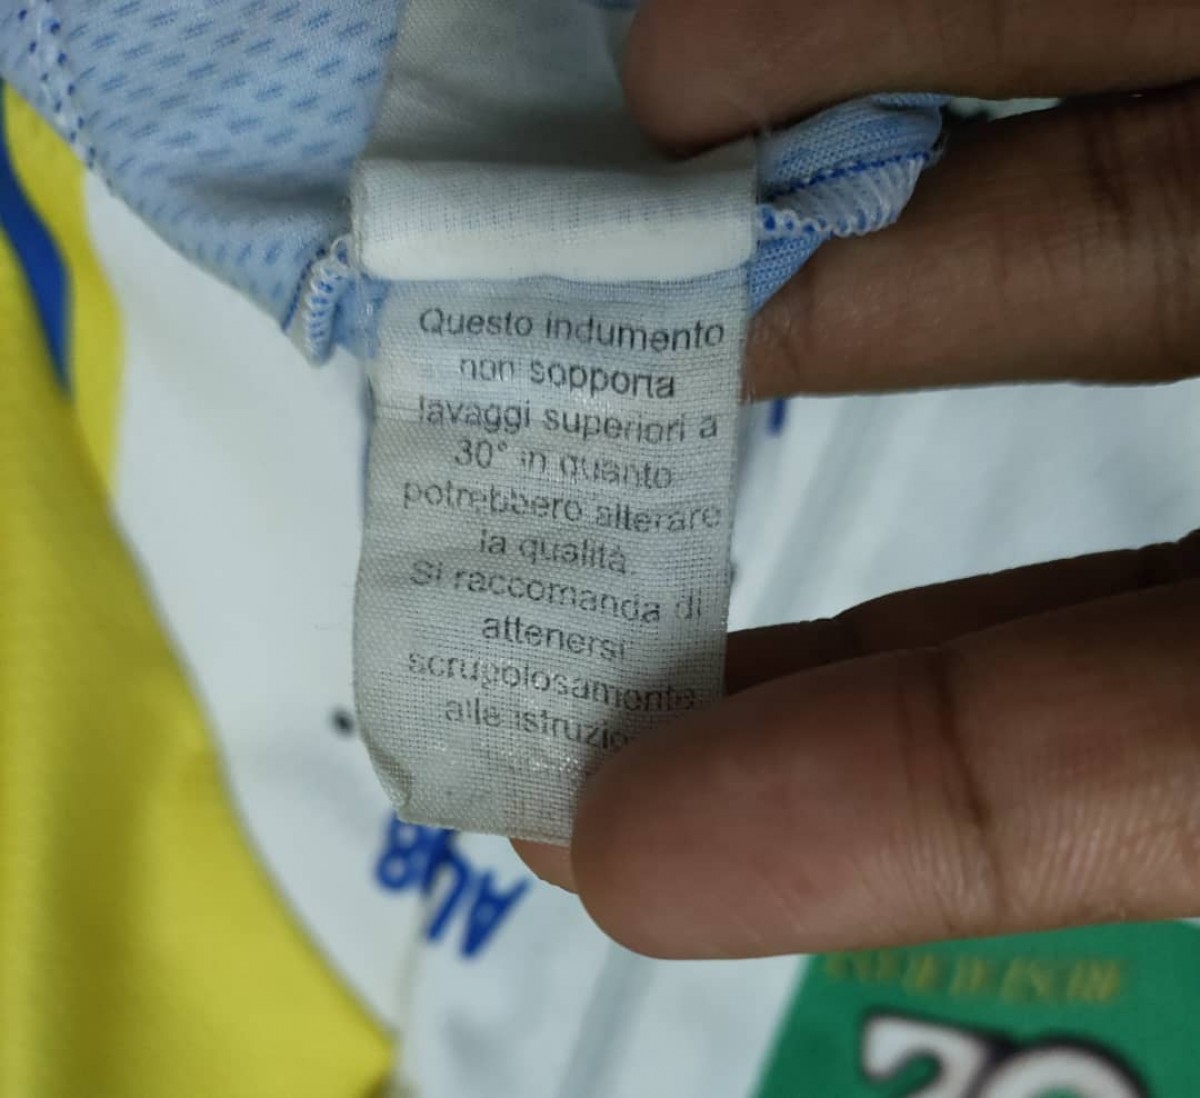 Questo indumento
non sopporta
lavaggi superiori a
30° in quanto
potrebbero alterare
la qualità.
Si raccomanda di
attenersi
scrupolosamente
alle istruzio